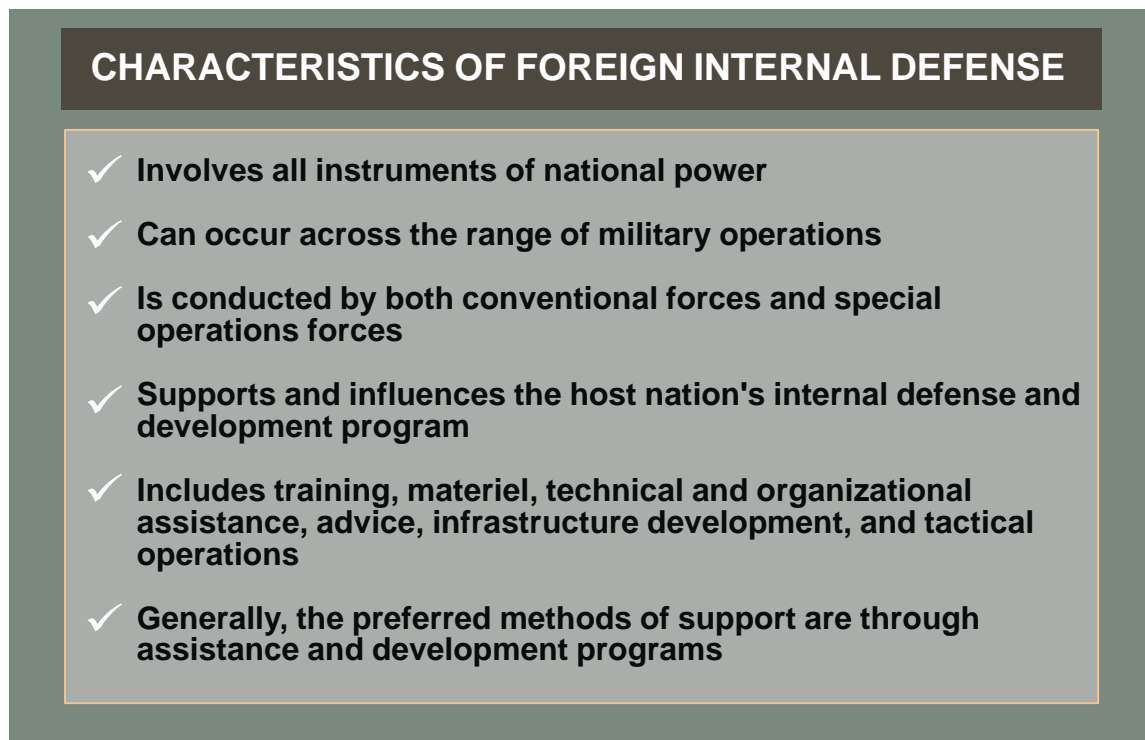 CHARACTERISTICS OF FOREIGN INTERNAL DEFENSE
Involves all instruments of national power
Can occur across the range of military operations
Is conducted by both conventional forces and special
operations forces
Supports and influences the host nation's internal defense and
development program
Includes training, materiel, technical and organizational
assistance, advice, infrastructure development, and tactical
operations
Generally, the preferred methods of support are through
assistance and development programs